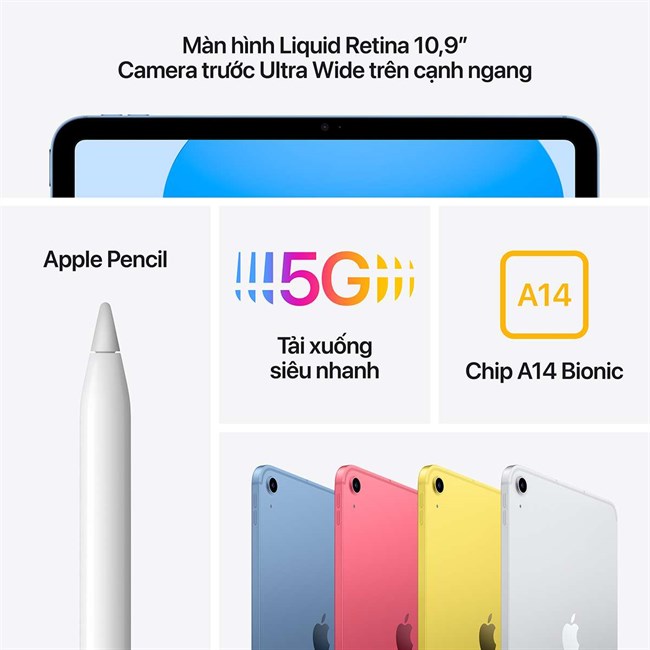 Màn hình Liquid Retina 10,9”
Camera trước Ultra Wide trên cạnh ngang
Apple Pencil
5G
Tải xuống
siêu nhanh
A14
Chip A14 Bionic